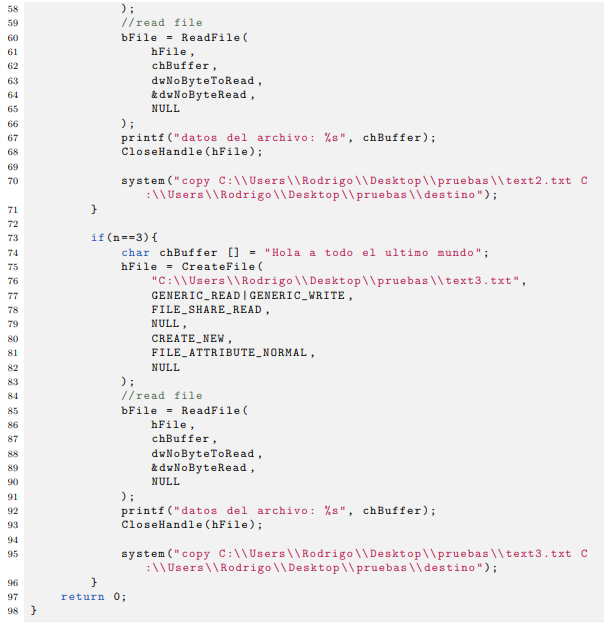 58 );
59 //read file
60 bFile = ReadFile(
61 hFile,
62 chBuffer,
63 dwNoByteToRead,
64 &dwNoByteRead,
65 NULL
66 );
67 printf("datos del archivo: %s", chBuffer);
68 CloseHandle(hFile);
69
70 system("copy C:\\Users\\Rodrigo\\Desktop\\pruebas\\text2.txt C
:\\Users\\Rodrigo\\Desktop\\pruebas\\destino");
71 }
72
73 if(n==3){
74 char chBuffer [] = "Hola a todo el ultimo mundo";
75 hFile = CreateFile(
76 "C:\\Users\\Rodrigo\\Desktop\\pruebas\\text3.txt",
77 GENERIC_READ|GENERIC_WRITE,
78 FILE_SHARE_READ,
79 NULL,
80 CREATE_NEW,
81 FILE_ATTRIBUTE_NORMAL,
82 NULL
83 );
84 //read file
85 bFile = ReadFile(
86 hFile,
87 chBuffer,
88 dwNoByteToRead,
89 &dwNoByteRead,
90 NULL
91 );
92 printf("datos del archivo: %s", chBuffer);
93 CloseHandle(hFile);
94
95 system("copy C:\\Users\\Rodrigo\\Desktop\\pruebas\\text3.txt C
:\\Users\\Rodrigo\\Desktop\\pruebas\\destino");
96 }
97 return 0;
98 }